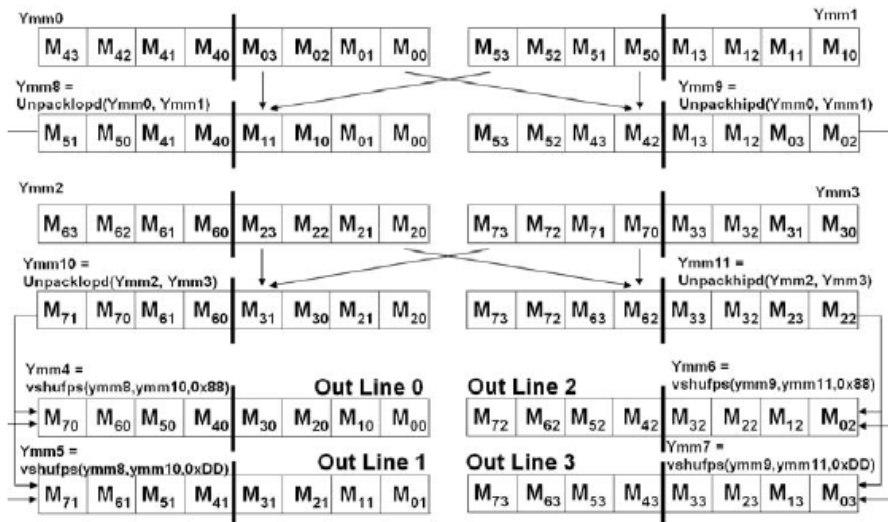 Ymm0 Ymm1
M43 M42 M41 M40 M03 M02 M01 M00 M53 M52 M51 M50 M13 M12 M11 M10
Ymm8 = Ymm9 =
Unpacklopd(Ymm0, Ymm1) Unpackhipd(Ymm0, Ymm1)
M51 M50 M41 M40 M11 M10 M01 M00 M53 M52 M43 M42 M13 M12 M03 M02
Ymm2 Ymm3
M63 M62 M61 M60 M23 M22 M21 M20 M73 M72 M71 M70 M33 M32 M31 M30
Ymm10 = Ymm11 =
Unpacklopd(Ymm2, Ymm3) Unpackhipd(Ymm2, Ymm3)
M71 M70 M61 M60 M31 M30 M21 M20 M73 M72 M63 M62 M33 M32 M23 M22
Ymm4 = Ymm6 =
vshufps(ymm8,ymm10,0x88) Out Line 0 Out Line 2 vshufps(ymm9,ymm11,0x88)
M70 M60 M50 M40 M30 M20 M10 M00 M72 M62 M52 M42 M32 M22 M12 M02
Ymm5 = Ymm7 =
vshufps(ymm8,ymm10,0xDD) Out Line 1 Out Line 3 vshufps(ymm9,ymm11,0xDD)
M71 M61 M51 M41 M31 M21 M11 M01 M73 M63 M53 M43 M33 M23 M13 M03